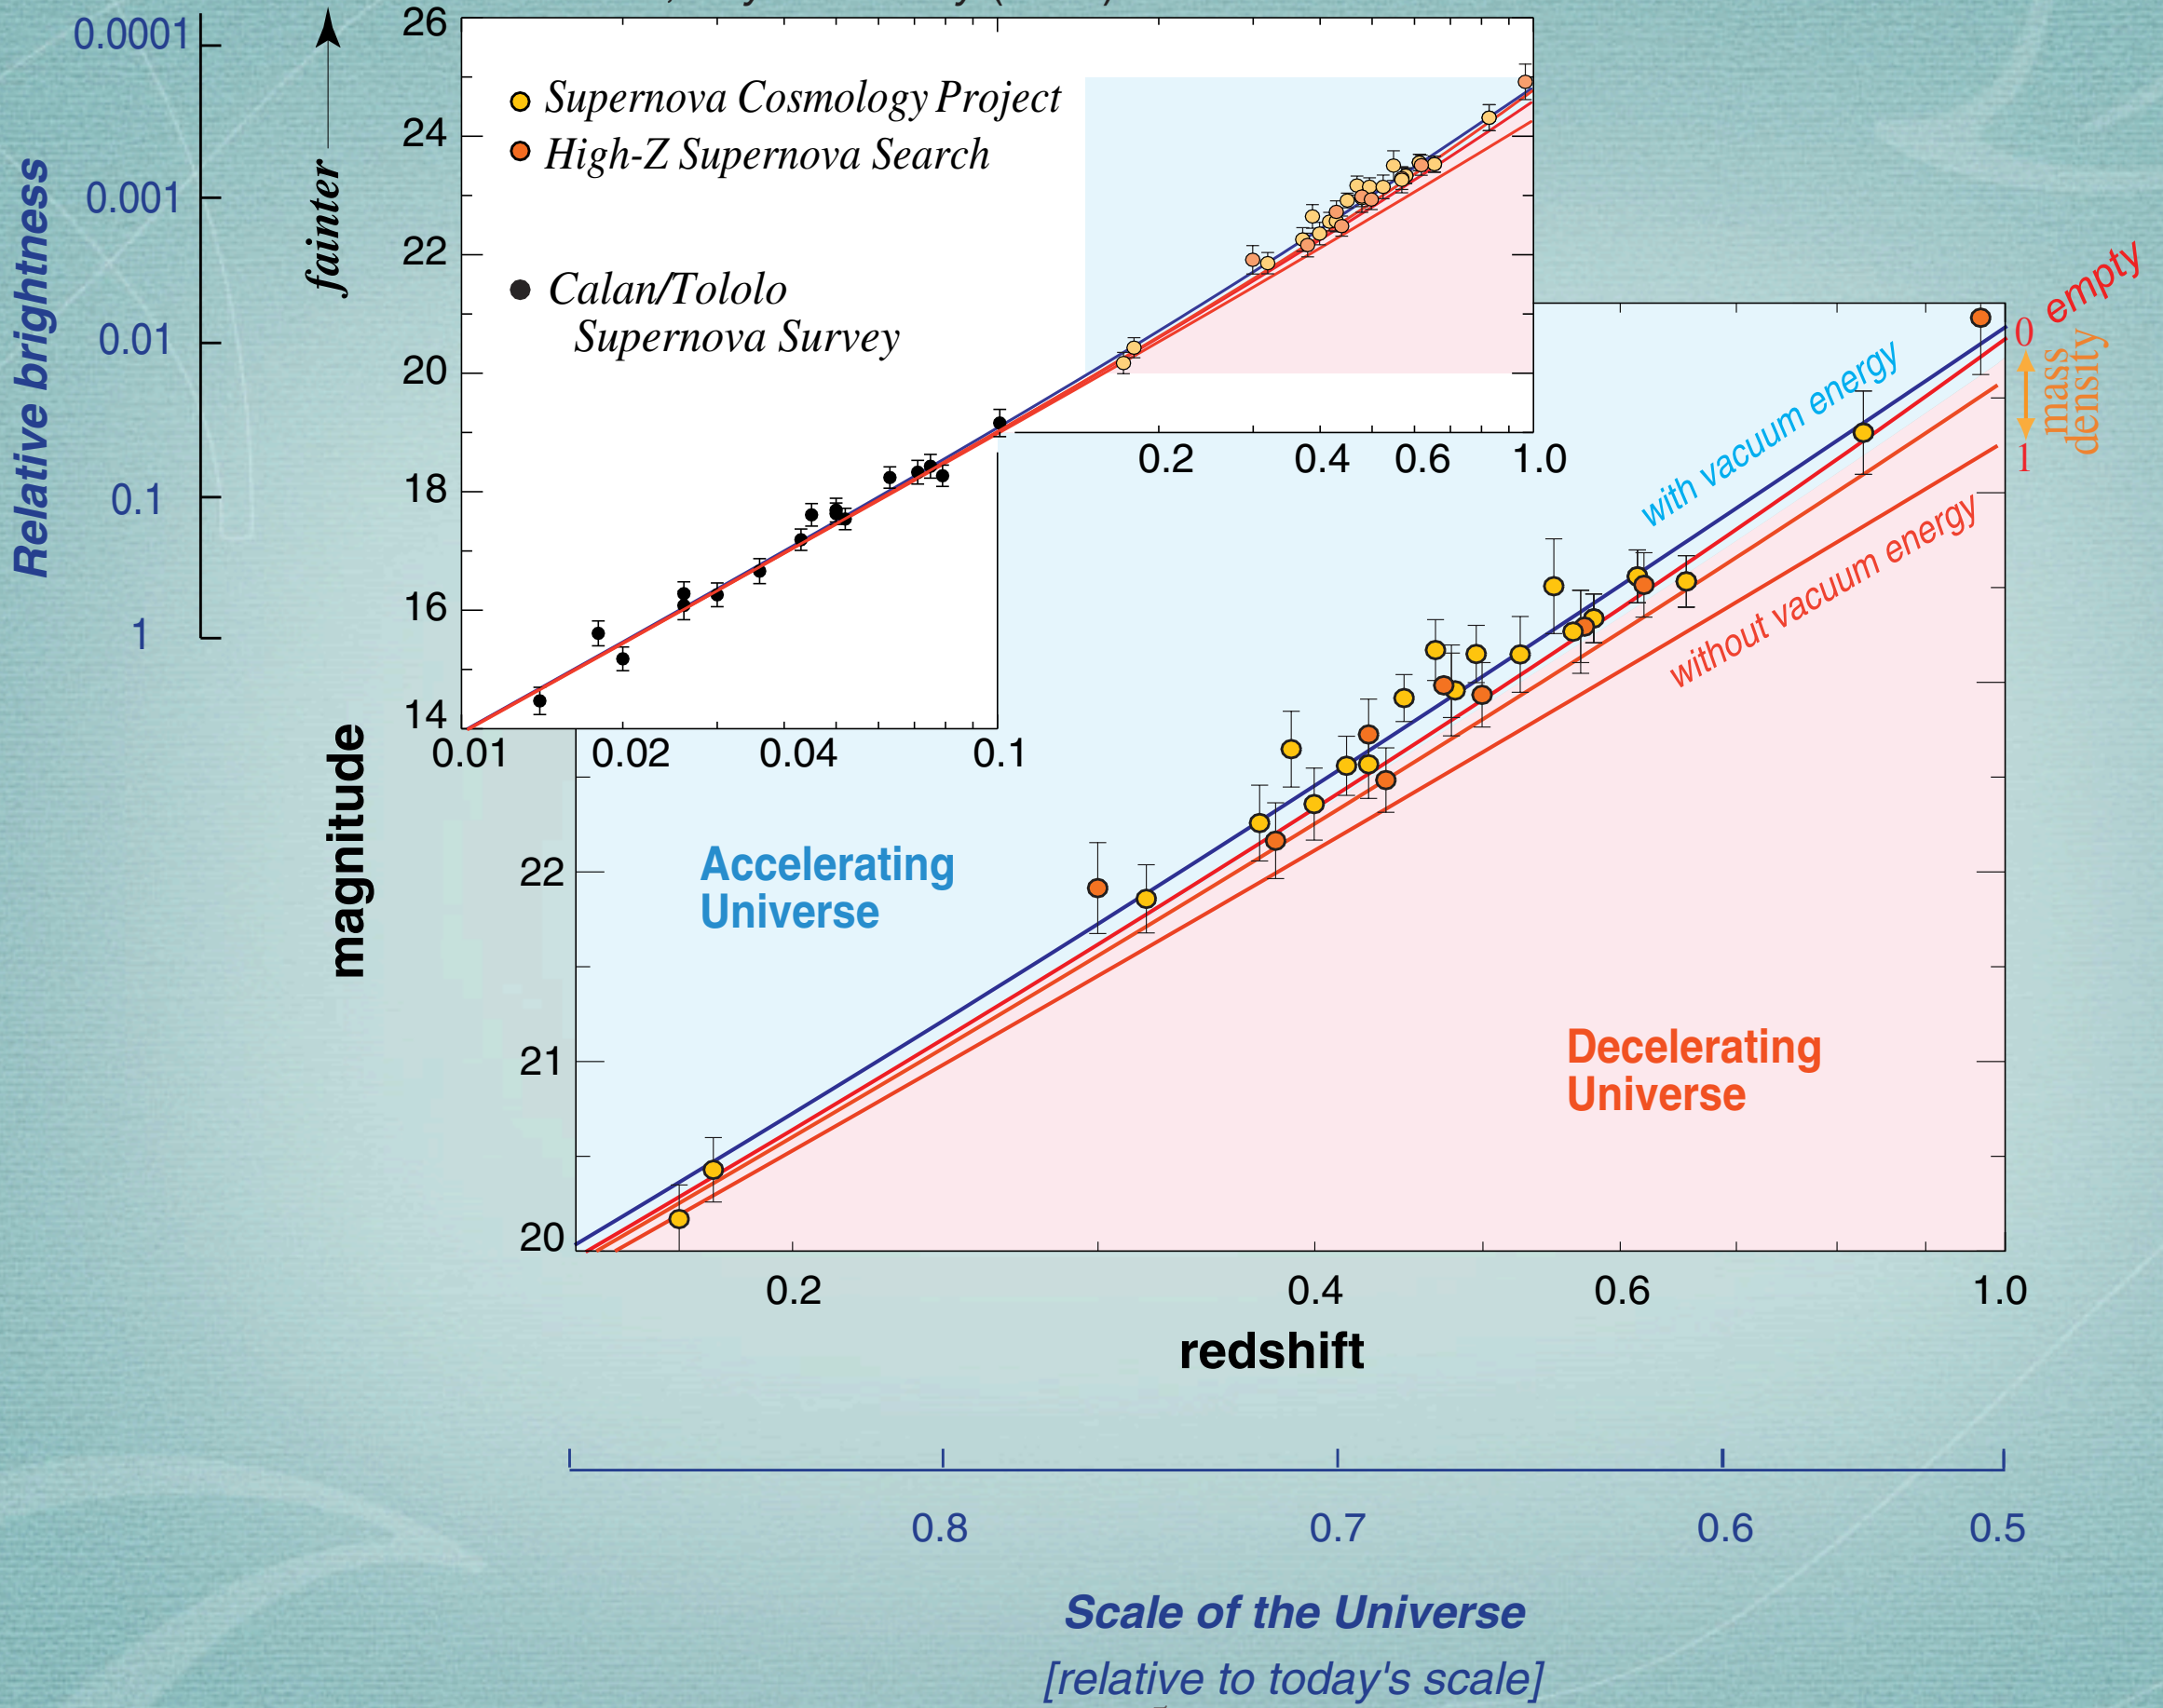 0.0001
0.001
0.01
0.1
1
Relative brightness
fainter
26
24
22
20
18
16
14
Supernova Cosmology Project
High-Z Supernova Search
Calan/Tololo
Supernova Survey
0.01
0.02
0.04
0.1
0.2
0.4
0.6
1.0
empty
0
mass
density
1
with vacuum energy
without vacuum energy
magnitude
22
21
20
Accelerating
Universe
Decelerating
Universe
0.2
0.4
0.6
1.0
redshift
0.8
0.7
0.6
0.5
Scale of the Universe
[relative to today's scale]